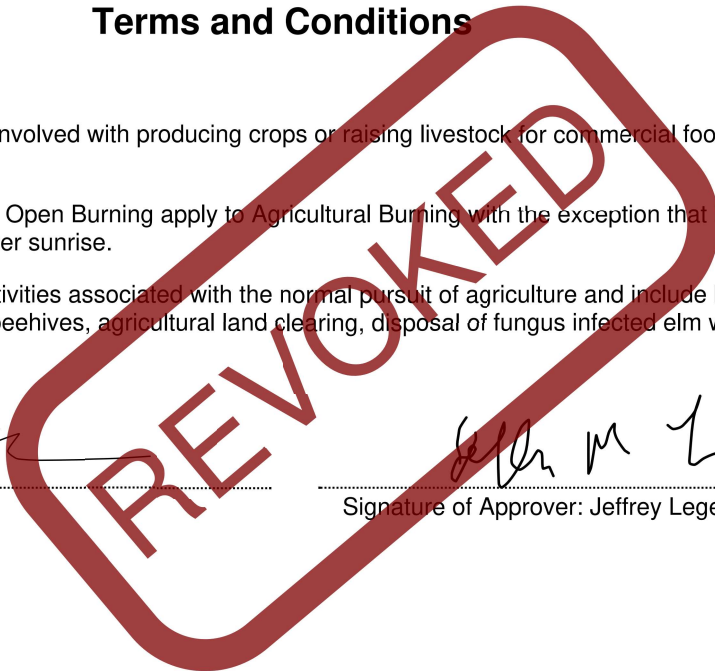 Terms and Conditions
nvolved with producing crops or raising livestock for commercial foo
Open Burning apply to Agricultural Burning with the exception that
er sunrise.
tivities associated with the normal pursuit of agriculture and include
eehives, agricultural land clearing, disposal of fungus infected elm w
Signature of Approver: Jeffrey Lege
REVOKED